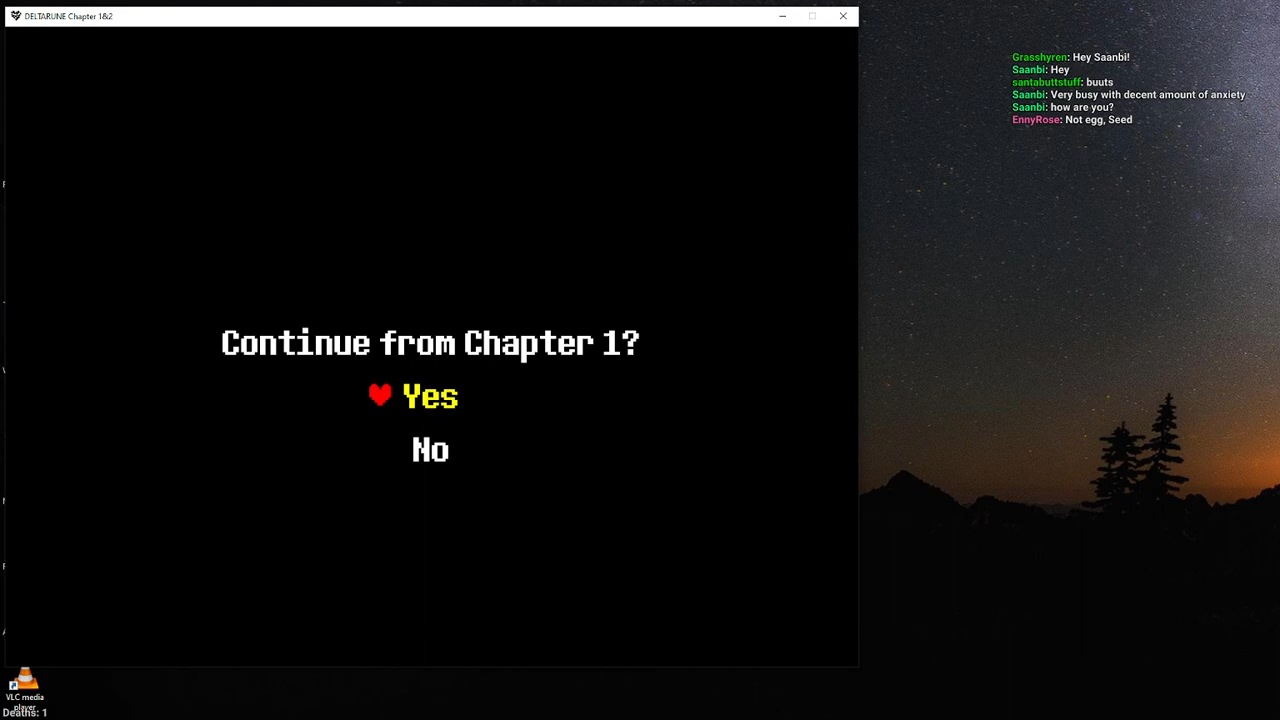 DELTARUNE Chapter 1&2
Grasshyren: Hey Saanbi!
Saanbi: Hey
santabuttstuff: buuts
Saanbi: Very busy with decent amount of anxiety
Saanbi: how are you?
EnnyRose: Not egg, Seed
Continue from Chapter 1?
Yes
No
VLC media
player
Deaths: 1